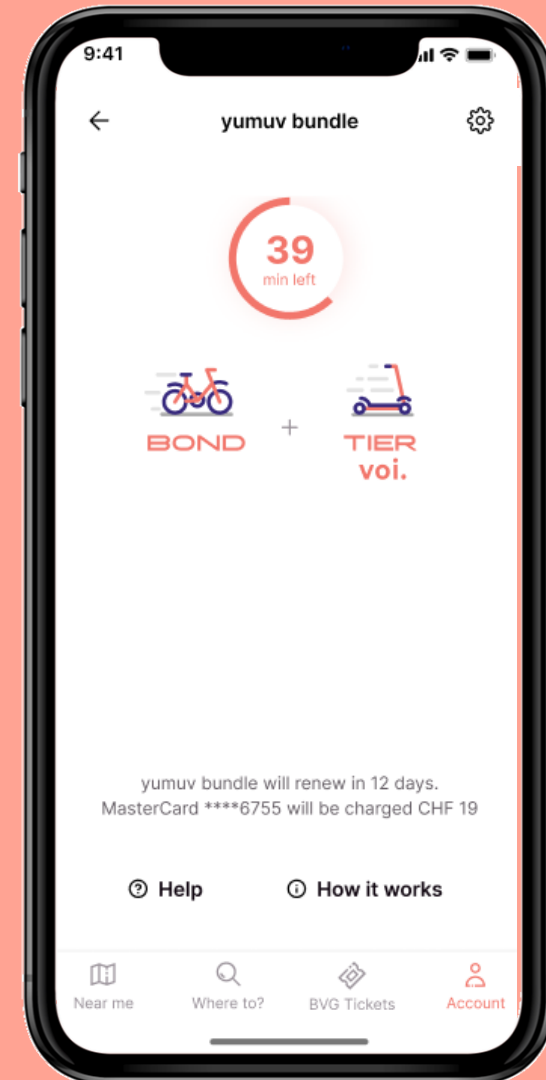 9:41
yumuv bundle
39
min left
BOND
+
TIER
voi.
yumuv bundle will renew in 12 days.
MasterCard ****6755 will be charged CHF 19
Help
How it works
Near me
Where to?
BVG Tickets
Account